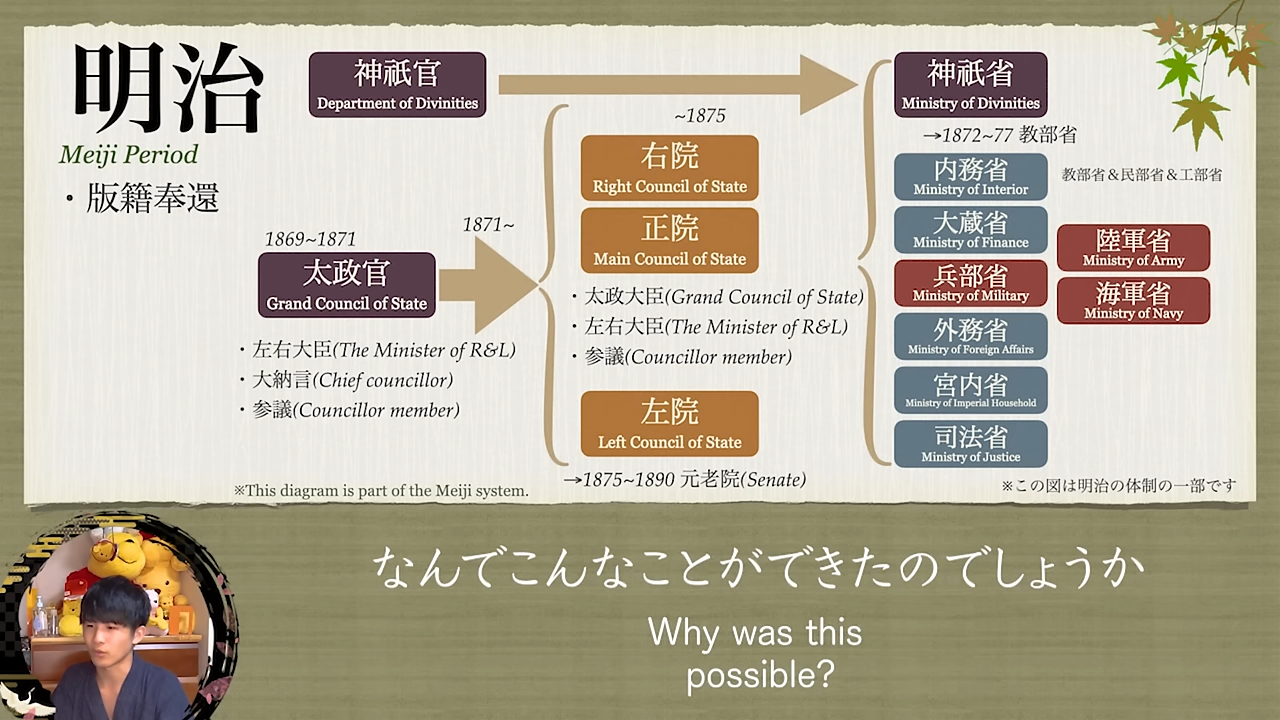 明治
Meiji Period
・版籍奉還
神祇官
Department of Divinities
1869~1871
太政官
Grand Council of State
・左右大臣(The Minister of R&L)
・大納言(Chief councillor)
・参議(Councillor member)
1871~
~1875
右院
Right Council of State
正院
Main Council of State
・太政大臣(Grand Council of State)
・左右大臣(The Minister of R&L)
・参議(Councillor member)
左院
Left Council of State
→1875~1890 元老院(Senate)
神祇省
Ministry of Divinities
→1872~77 教部省
内務省
Ministry of Interior
教部省＆民部省＆工部省
大蔵省
Ministry of Finance
兵部省
Ministry of Military
陸軍省
Ministry of Army
海軍省
Ministry of Navy
外務省
Ministry of Foreign Affairs
宮内省
Ministry of Imperial Household
司法省
Ministry of Justice
※This diagram is part of the Meiji system.
※この図は明治の体制の一部です
なんでこんなことができたのでしょうか
Why was this
possible?